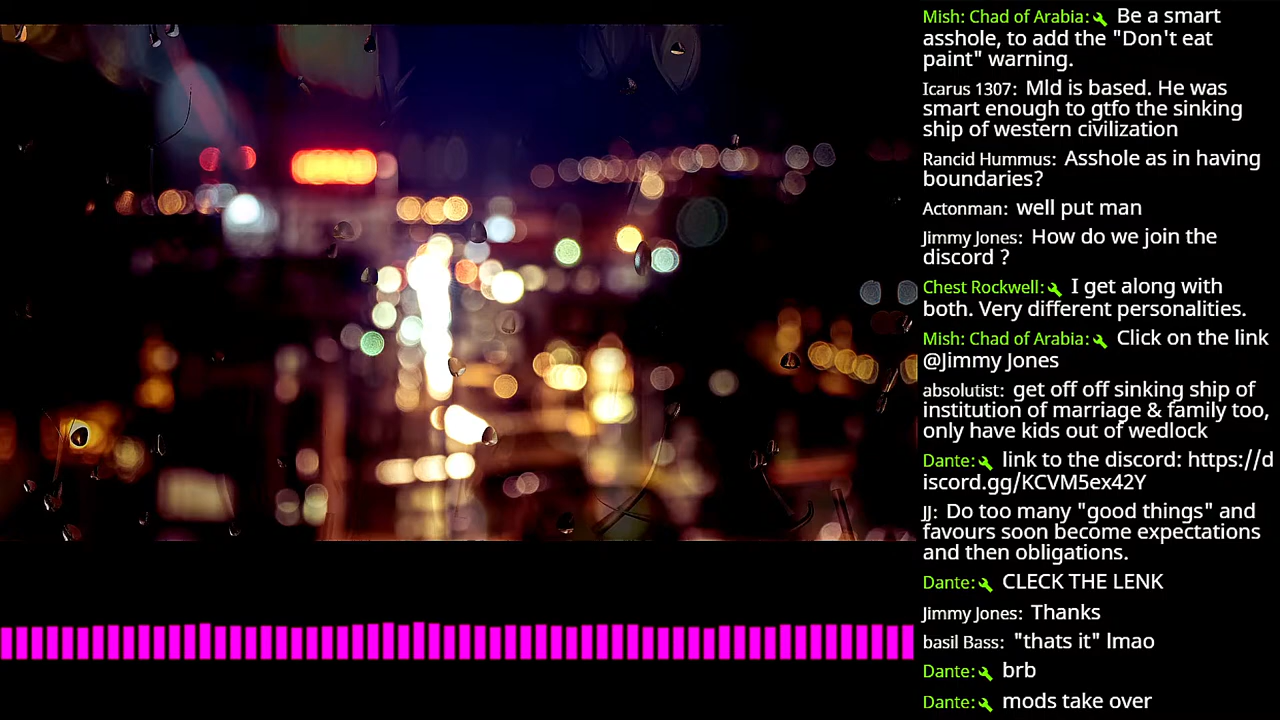 Mish: Chad of Arabia: Be a smart
asshole, to add the "Don't eat
paint" warning.
Icarus 1307: Mld is based. He was
smart enough to gtfo the sinking
ship of western civilization
Rancid Hummus: Asshole as in having
boundaries?
Actonman: well put man
Jimmy Jones: How do we join the
discord ?
Chest Rockwell: I get along with
both. Very different personalities.
Mish: Chad of Arabia: Click on the link
@Jimmy Jones
absolutist: get off off sinking ship of
institution of marriage & family too,
only have kids out of wedlock
Dante: link to the discord: https://d
iscord.gg/KCVM5ex42Y
JJ: Do too many "good things" and
favours soon become expectations
and then obligations.
Dante: CLECK THE LENK
Jimmy Jones: Thanks
basil Bass: "thats it" lmao
Dante: brb
Dante: mods take over